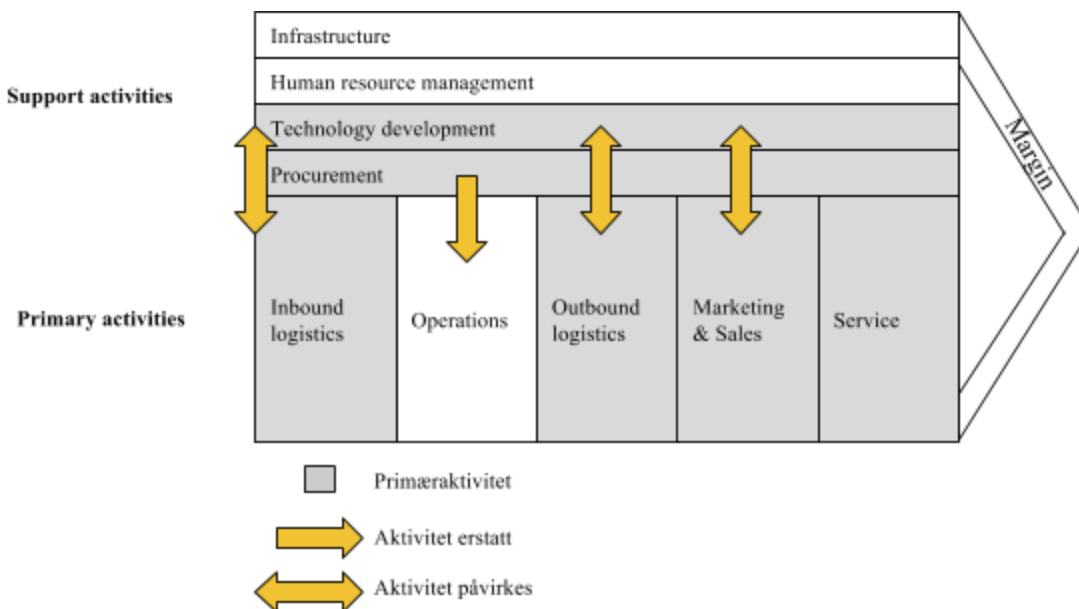 Infrastructure
Human resource management
Support activities
Technology development
Procurement
Margin
Inbound
logistics
Operations
Outbound
logistics
Marketing
& Sales
Service
Primary activities
Primæraktivitet
Aktivitet erstatt
Aktivitet påvirkes